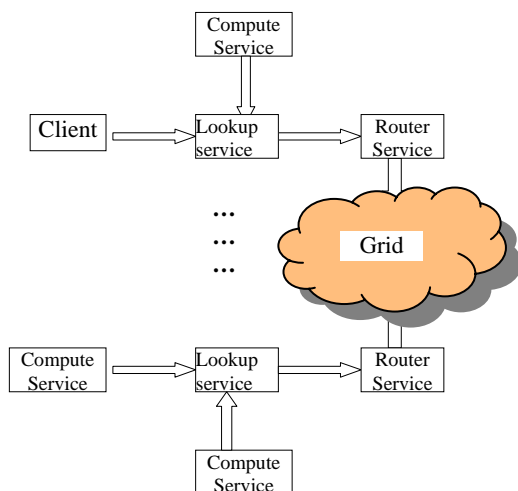 Compute
Service
Client
Lookup
service
Router
Service
...
...
...
Grid
Compute
Service
Lookup
service
Router
Service
Compute
Service